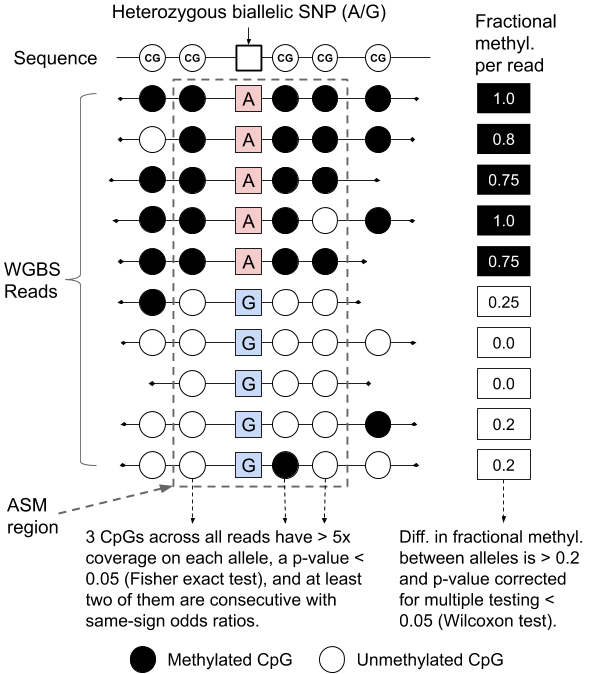 Heterozygous biallelic SNP (A/G)
Fractional
methyl.
per read
Sequence
CG CG CG CG CG
A 1.0
A 0.8
A 0.75
A 1.0
A 0.75
WGBS
Reads
G 0.25
G 0.0
G 0.0
G 0.2
G 0.2
ASM
region
3 CpGs across all reads have > 5x
coverage on each allele, a p-value <
0.05 (Fisher exact test), and at least
two of them are consecutive with
same-sign odds ratios.
Diff. in fractional methyl.
between alleles is > 0.2
and p-value corrected
for multiple testing <
0.05 (Wilcoxon test).
Methylated CpG
Unmethylated CpG